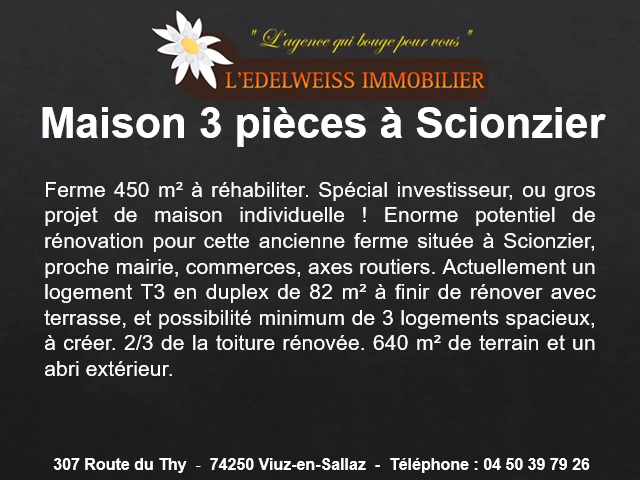 " L'agence qui bouge pour vous "
L'EDELWEISS IMMOBILIER
Maison 3 pièces à Scionzier
Ferme 450 m² à réhabiliter. Spécial investisseur, ou gros
projet de maison individuelle ! Enorme potentiel de
rénovation pour cette ancienne ferme située à Scionzier,
proche mairie, commerces, axes routiers. Actuellement un
logement T3 en duplex de 82 m² à finir de rénover avec
terrasse, et possibilité minimum de 3 logements spacieux,
à créer. 2/3 de la toiture rénovée. 640 m² de terrain et un
abri extérieur.
307 Route du Thy - 74250 Viuz-en-Sallaz - Téléphone : 04 50 39 79 26